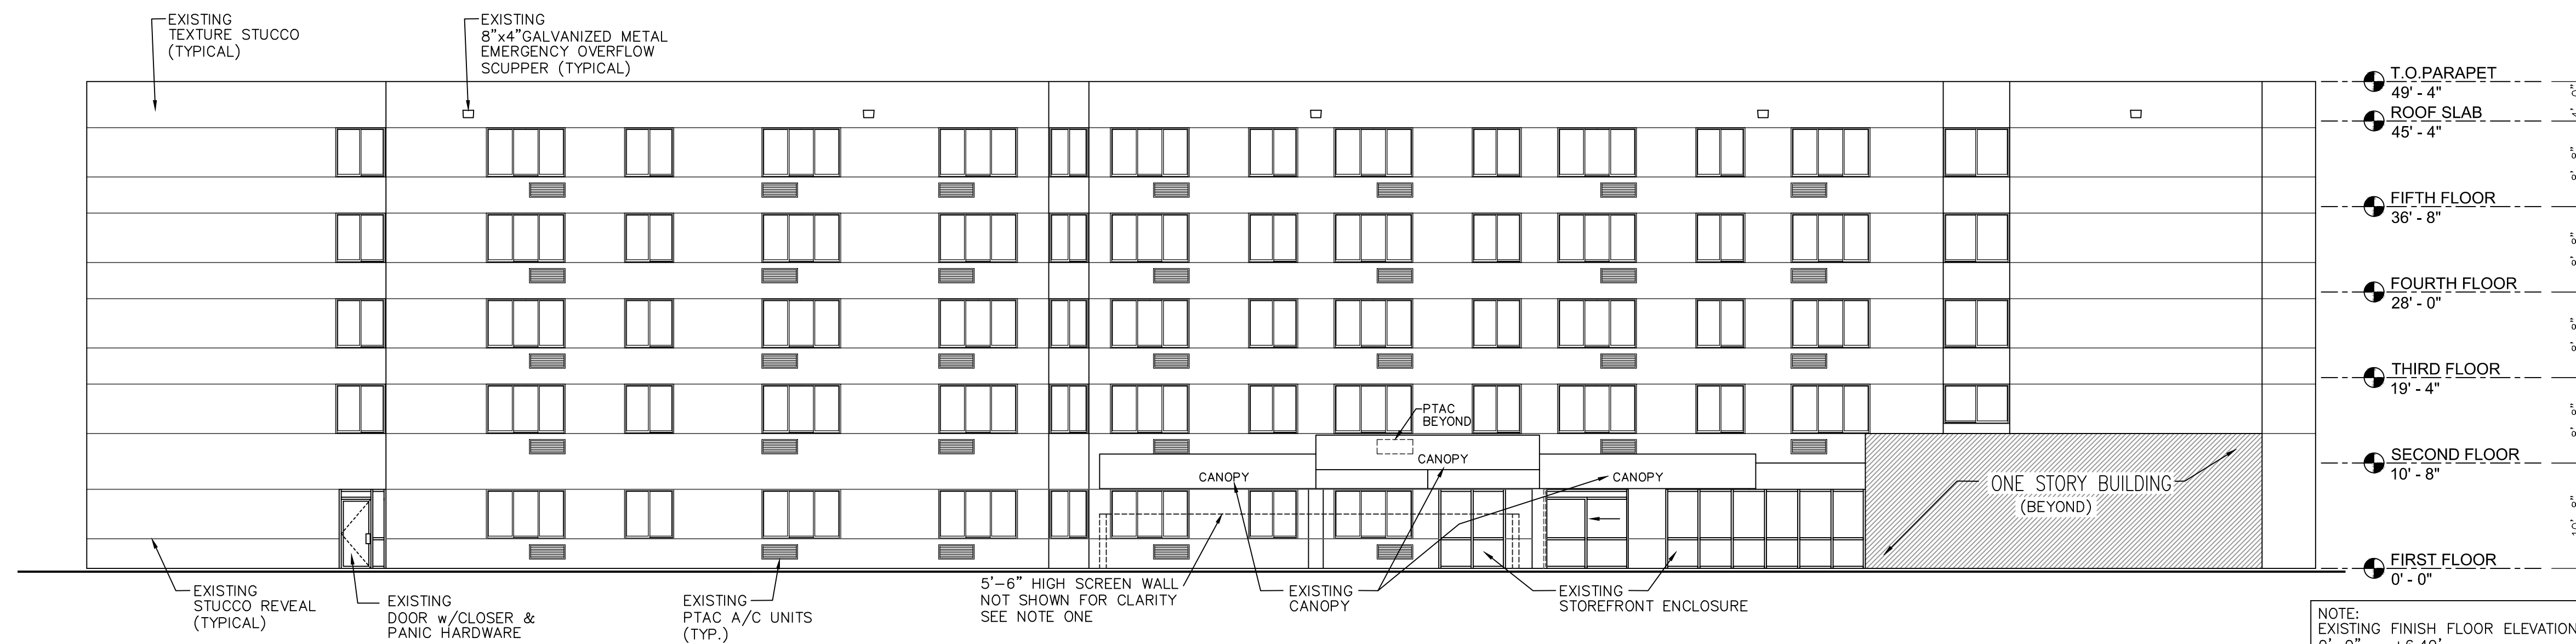 EXISTING
TEXTURE STUCCO
(TYPICAL)
EXISTING
8"x4"GALVANIZED METAL
EMERGENCY OVERFLOW
SCUPPER (TYPICAL)
T.O.PARAPET
49' - 4"
ROOF SLAB
45' - 4"
FIFTH FLOOR
36' - 8"
FOURTH FLOOR
28' - 0"
THIRD FLOOR
19' - 4"
SECOND FLOOR
10' - 8"
FIRST FLOOR
0' - 0"
PTAC
BEYOND
CANOPY
CANOPY
CANOPY
ONE STORY BUILDING
(BEYOND)
EXISTING
STUCCO REVEAL
(TYPICAL)
EXISTING
DOOR w/CLOSER &
PANIC HARDWARE
EXISTING
PTAC A/C UNITS
(TYP.)
5'-6" HIGH SCREEN WALL
NOT SHOWN FOR CLARITY
SEE NOTE ONE
EXISTING
CANOPY
EXISTING
STOREFRONT ENCLOSURE
NOTE:
EXISTING FINISH FLOOR ELEVATION